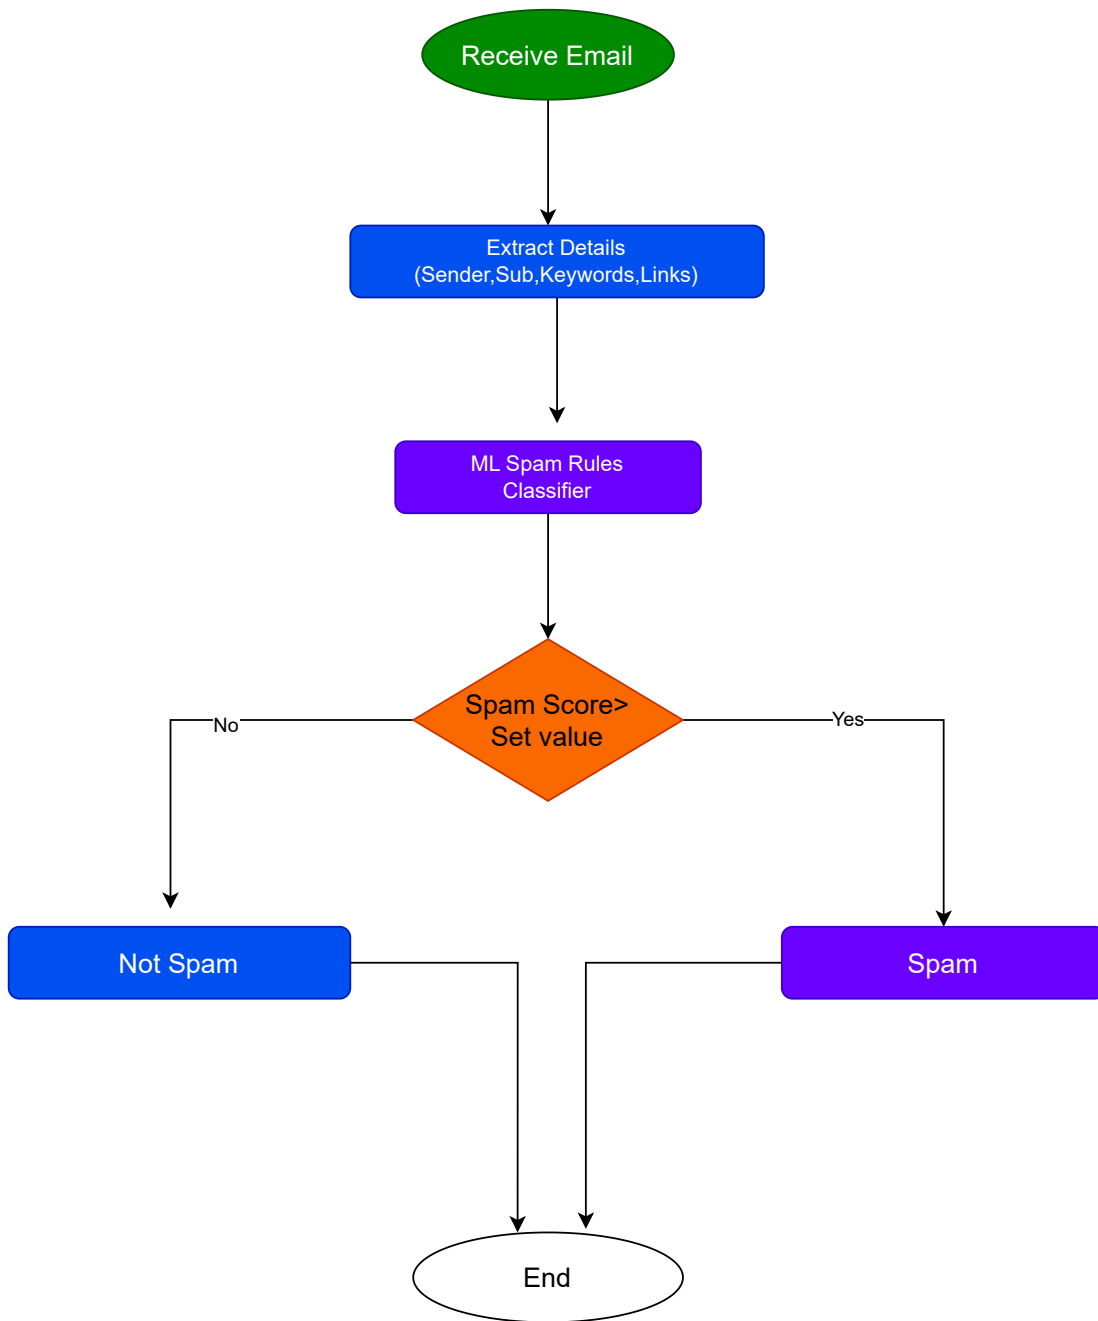 Receive Email
Extract Details
(Sender,Sub,Keywords,Links)
ML Spam Rules
Classifier
Spam Score>
Set value
No
Yes
Not Spam
Spam
End